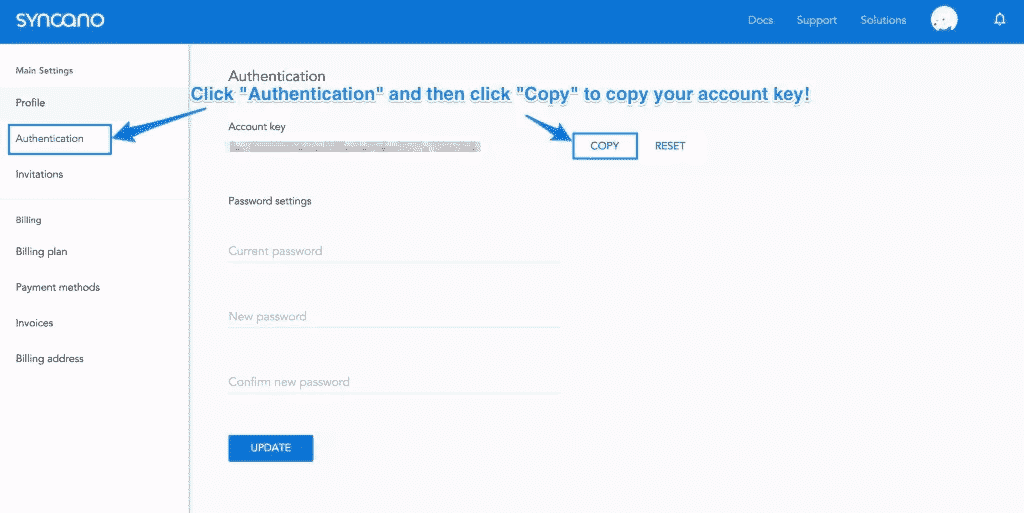 syncano
Docs Support Solutions
Main Settings
Profile
Authentication
Invitations
Billing
Billing plan
Payment methods
Invoices
Billing address
Authentication
Click "Authentication" and then click "Copy" to copy your account key!
Account key
COPY RESET
Password settings
Current password
New password
Confirm new password
UPDATE